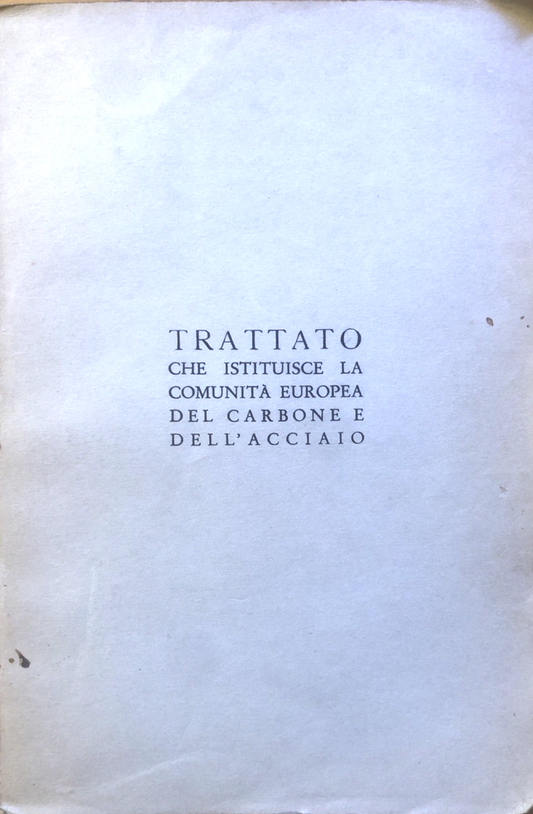 TRATTATO
CHE ISTITUISCE LA
COMUNITÀ EUROPEA
DEL CARBONE E
DELL'ACCIAIO